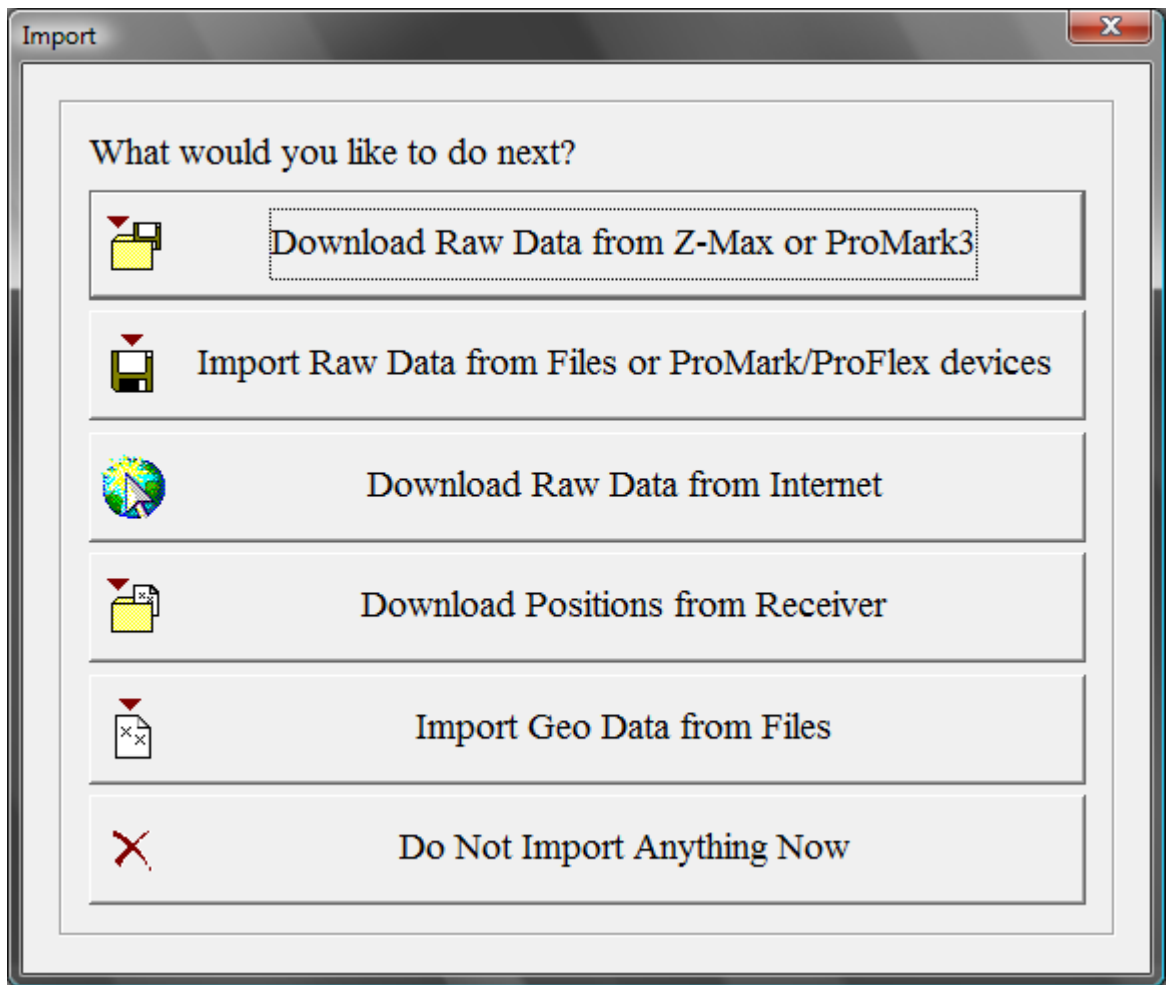 Import
What would you like to do next?
Download Raw Data from Z-Max or ProMark3
Import Raw Data from Files or ProMark/ProFlex devices
Download Raw Data from Internet
Download Positions from Receiver
Import Geo Data from Files
Do Not Import Anything Now